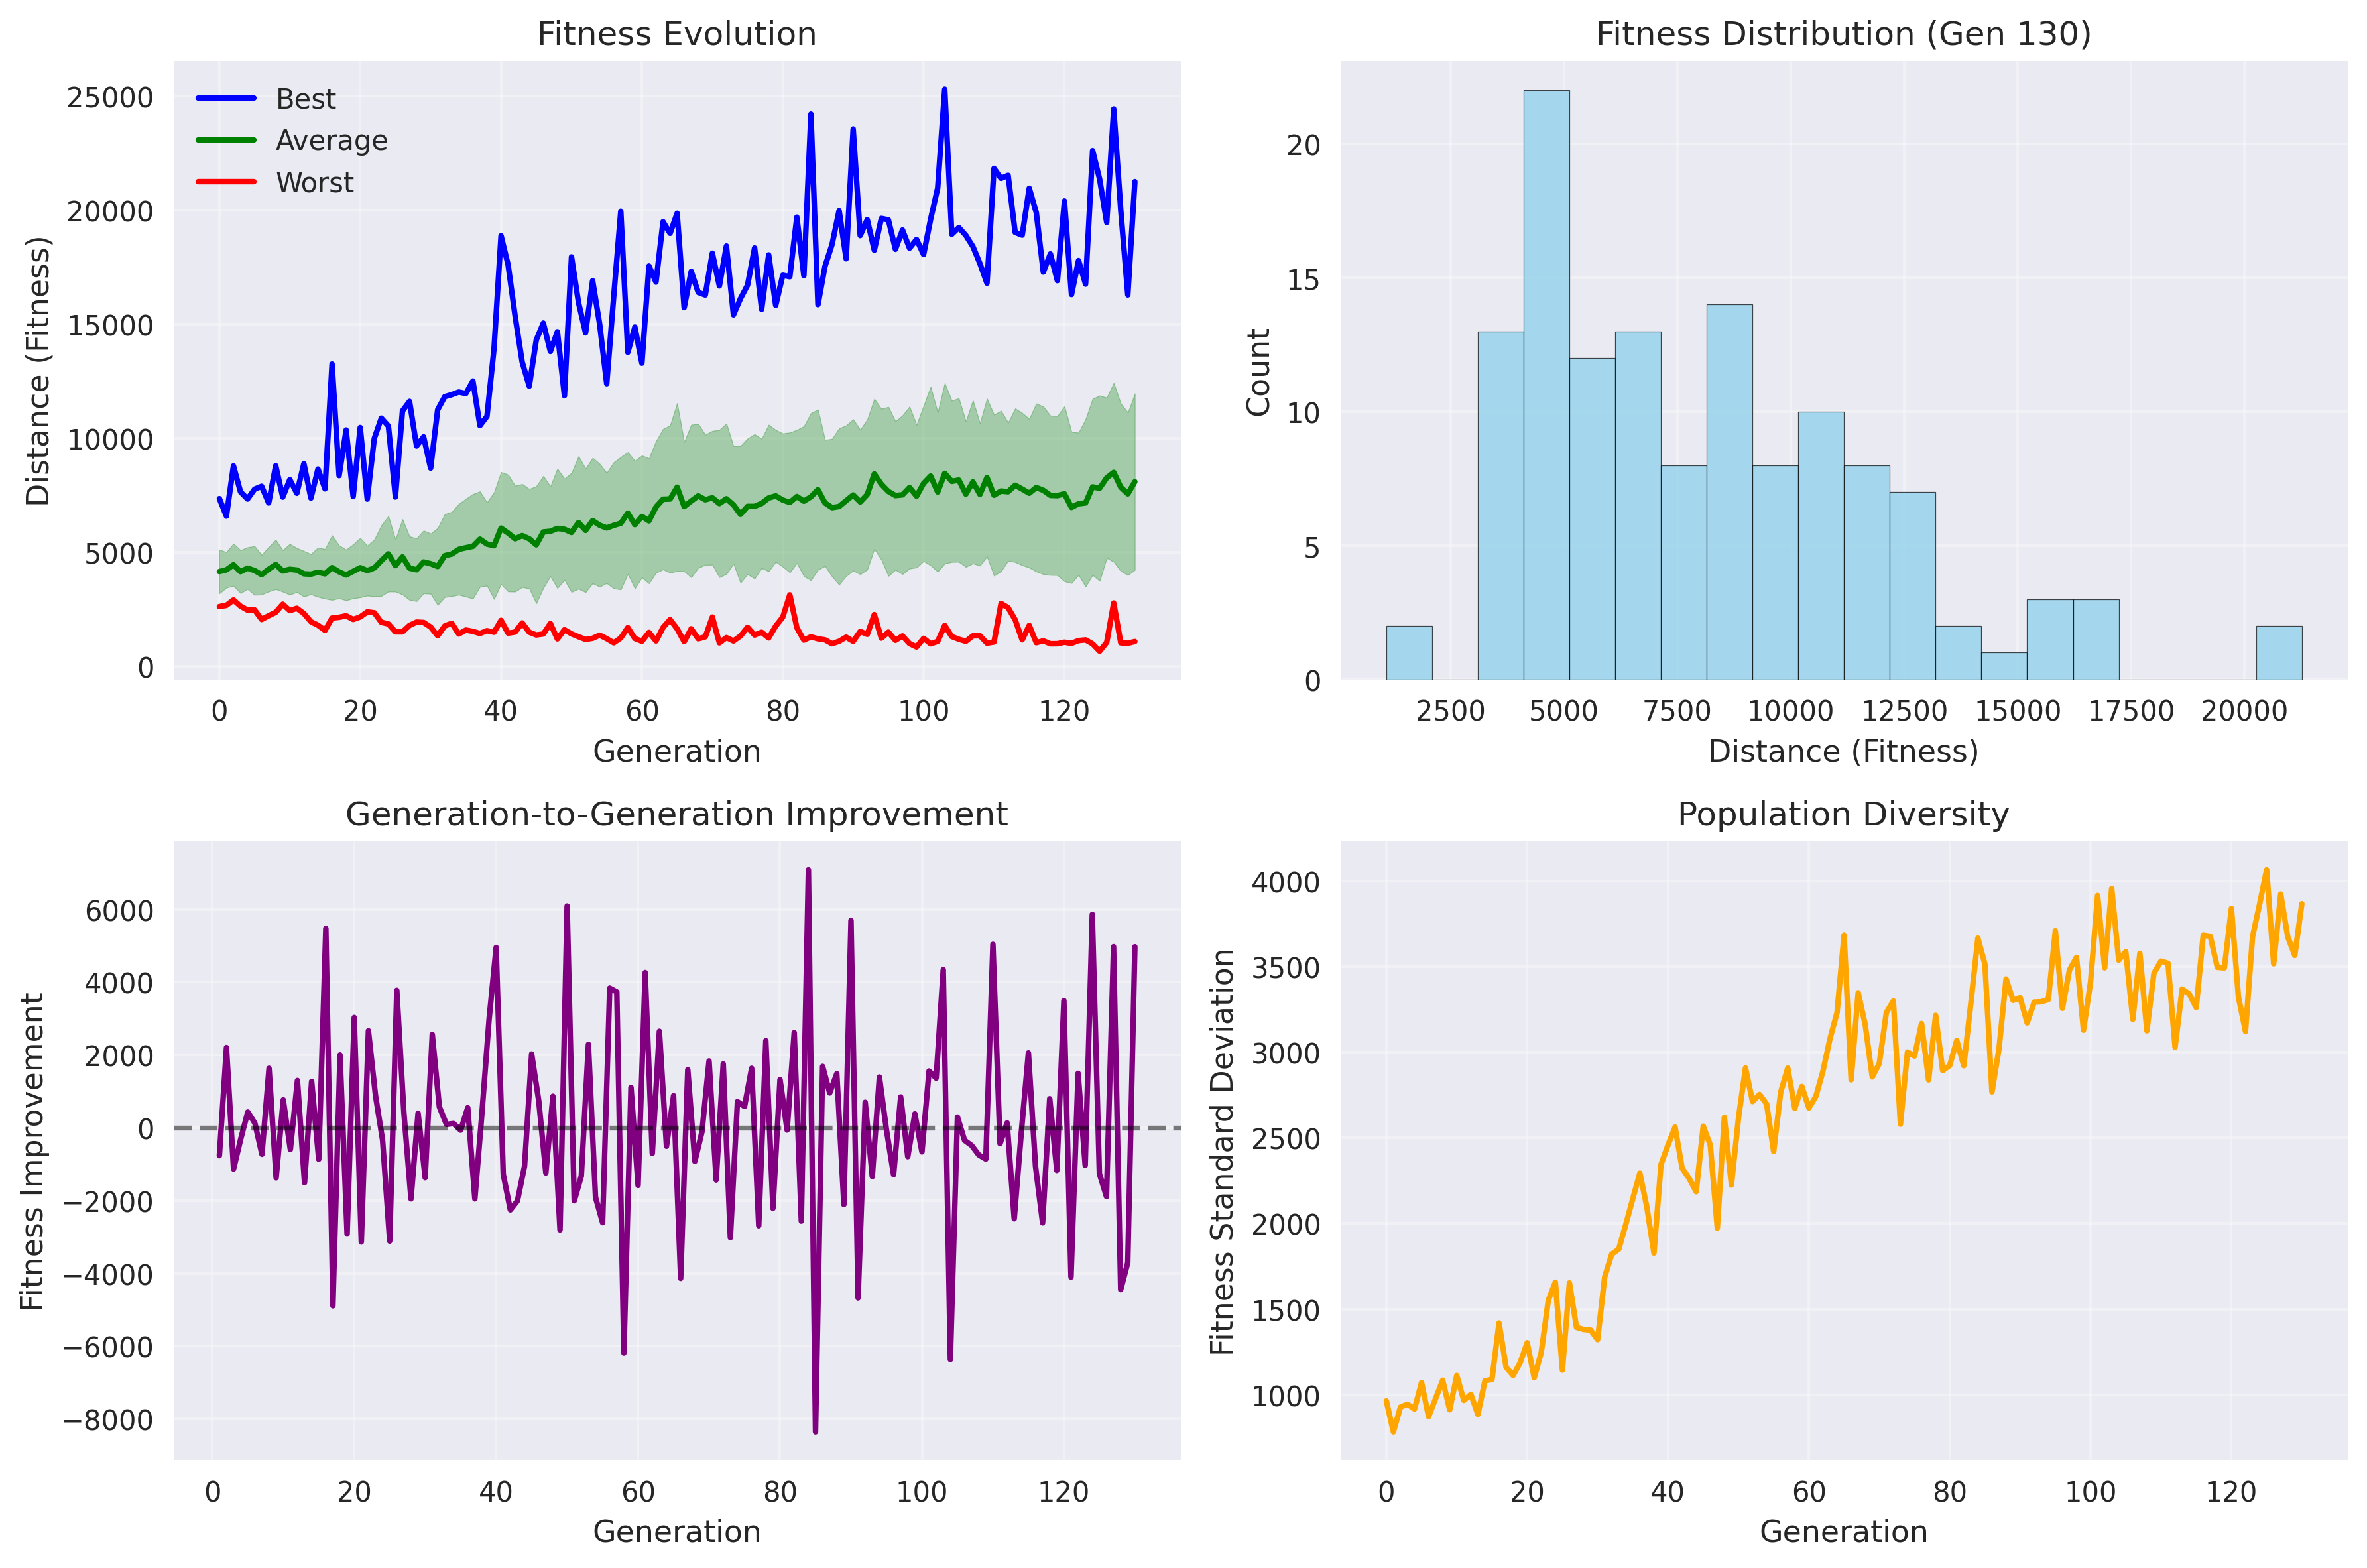 Fitness Evolution
Distance (Fitness)
25000
20000
15000
10000
5000
0
Best
Average
Worst
0 20 40 60 80 100 120
Generation
Fitness Distribution (Gen 130)
Count
20
15
10
5
0
2500 5000 7500 10000 12500 15000 17500 20000
Distance (Fitness)
Generation-to-Generation Improvement
Fitness Improvement
6000
4000
2000
0
−2000
−4000
−6000
−8000
0 20 40 60 80 100 120
Generation
Population Diversity
Fitness Standard Deviation
4000
3500
3000
2500
2000
1500
1000
0 20 40 60 80 100 120
Generation